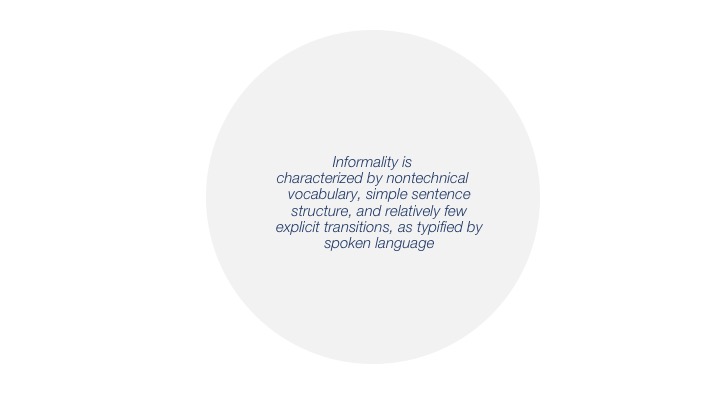 Informality is
characterized by nontechnical
vocabulary, simple sentence
structure, and relatively few
explicit transitions, as typified by
spoken language